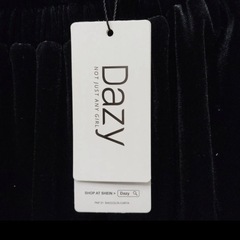 Dazy
NOT JUST ANY GIRL
SHOP AT SHEIN > Dazy